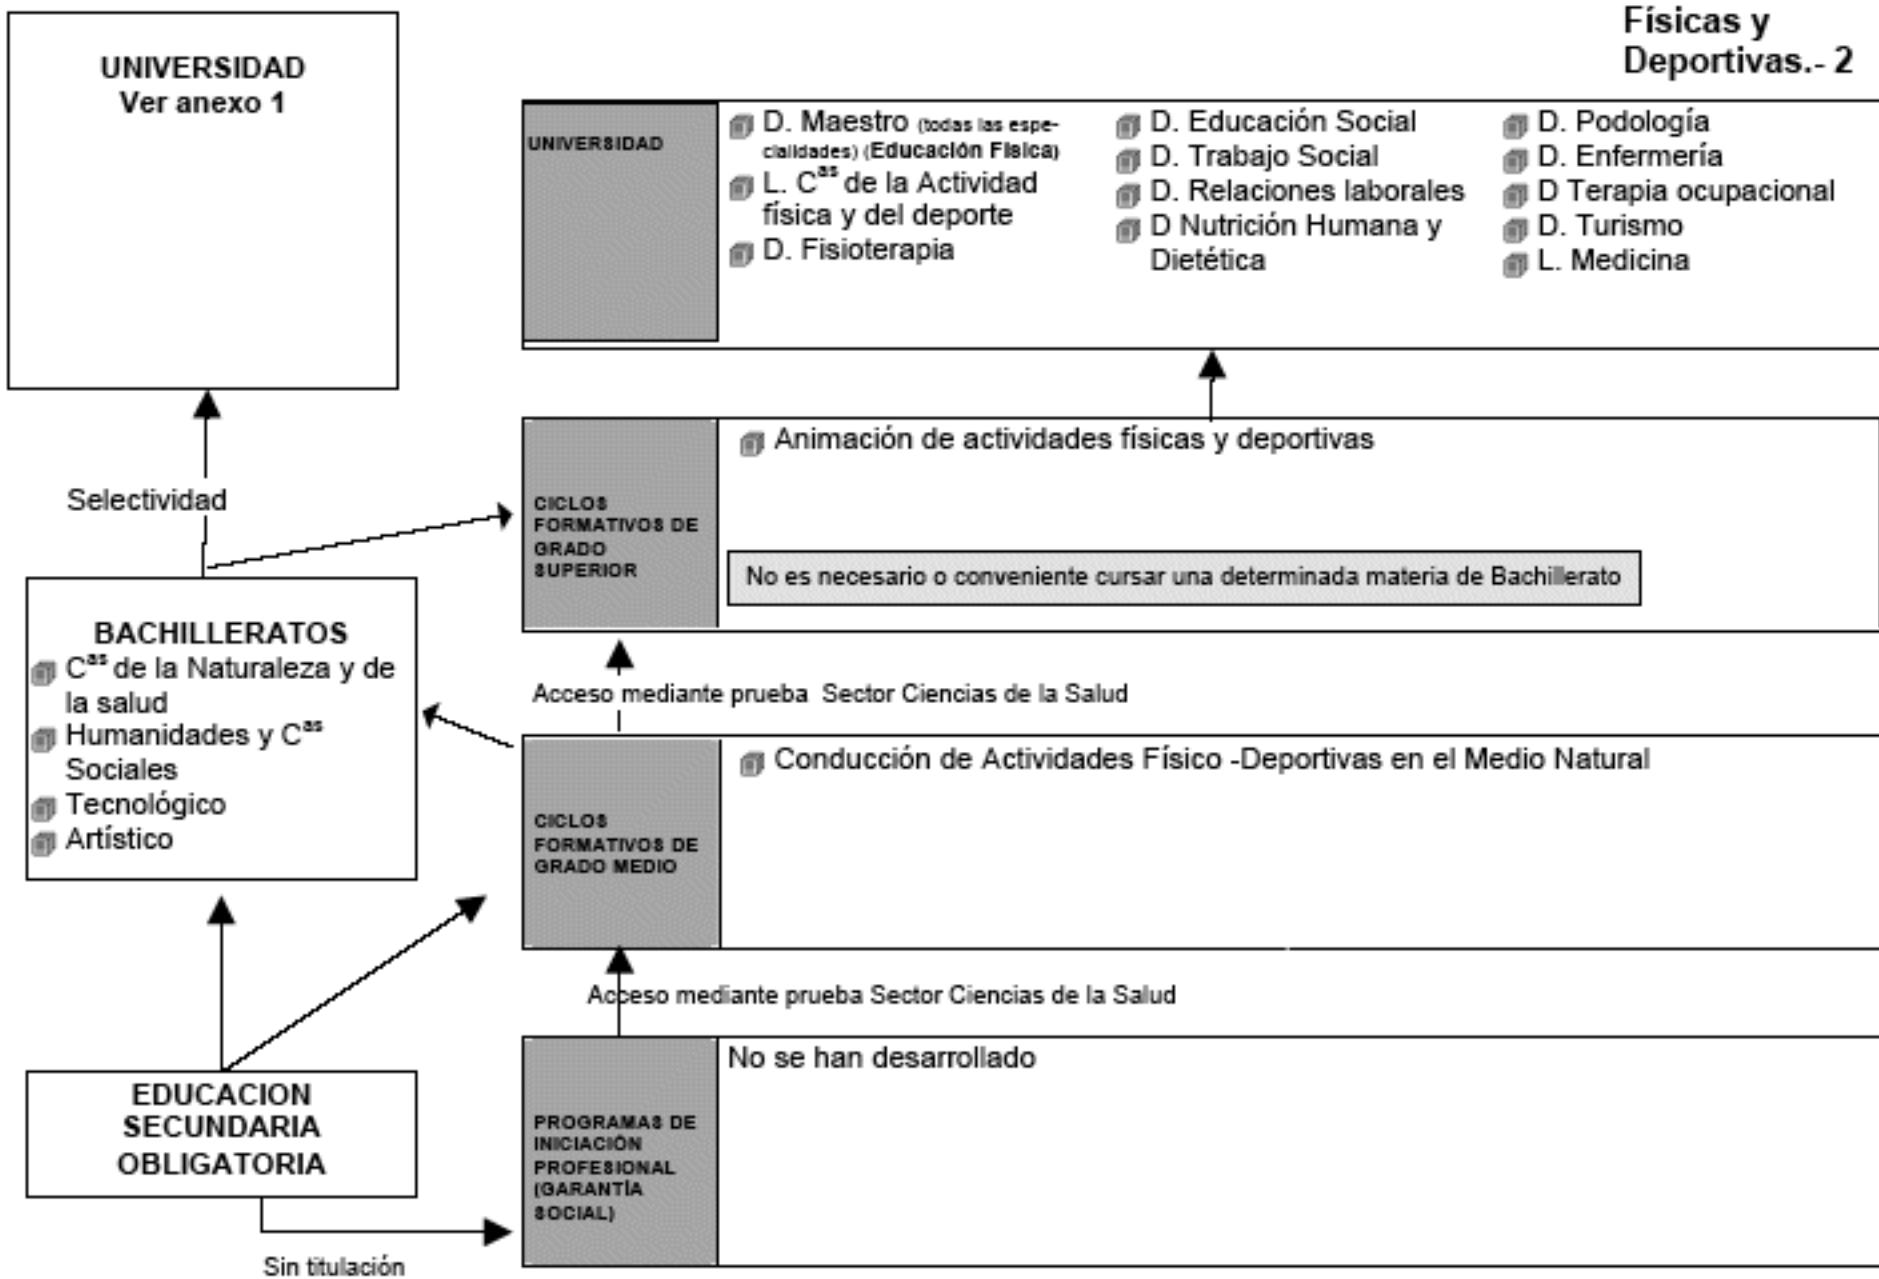 Físicas y
Deportivas.- 2
UNIVERSIDAD
Ver anexo 1
UNIVERSIDAD
D. Maestro (todas las espe-
cialidades) (Educación Física)
L. Cas de la Actividad
física y del deporte
D. Fisioterapia
D. Educación Social
D. Trabajo Social
D. Relaciones laborales
D Nutrición Humana y
Dietética
D. Podología
D. Enfermería
D Terapia ocupacional
D. Turismo
L. Medicina
Selectividad
CICLOS
FORMATIVOS DE
GRADO
SUPERIOR
Animación de actividades físicas y deportivas
No es necesario o conveniente cursar una determinada materia de Bachillerato
BACHILLERATOS
Cas de la Naturaleza y de
la salud
Humanidades y Cas
Sociales
Tecnológico
Artístico
Acceso mediante prueba Sector Ciencias de la Salud
CICLOS
FORMATIVOS DE
GRADO MEDIO
Conducción de Actividades Físico -Deportivas en el Medio Natural
Acceso mediante prueba Sector Ciencias de la Salud
EDUCACION
SECUNDARIA
OBLIGATORIA
PROGRAMAS DE
INICIACIÓN
PROFESIONAL
(GARANTÍA
SOCIAL)
No se han desarrollado
Sin titulación